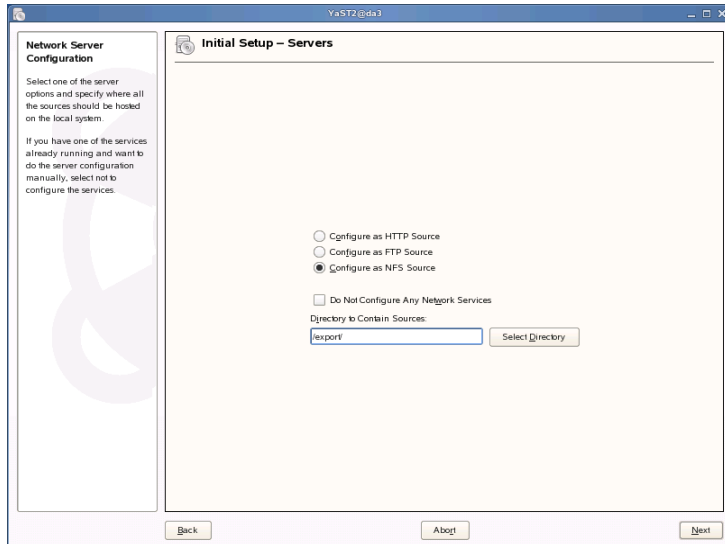 YaST2@da3
Network Server
Configuration
Select one of the server
options and specify where all
the sources should be hosted
on the local system.
If you have one of the services
already running and want to
do the server configuration
manually, select not to
configure the services.
Initial Setup – Servers
Configure as HTTP Source
Configure as FTP Source
Configure as NFS Source
Do Not Configure Any Network Services
Directory to Contain Sources:
/export/
Select Directory
Back
Abort
Next